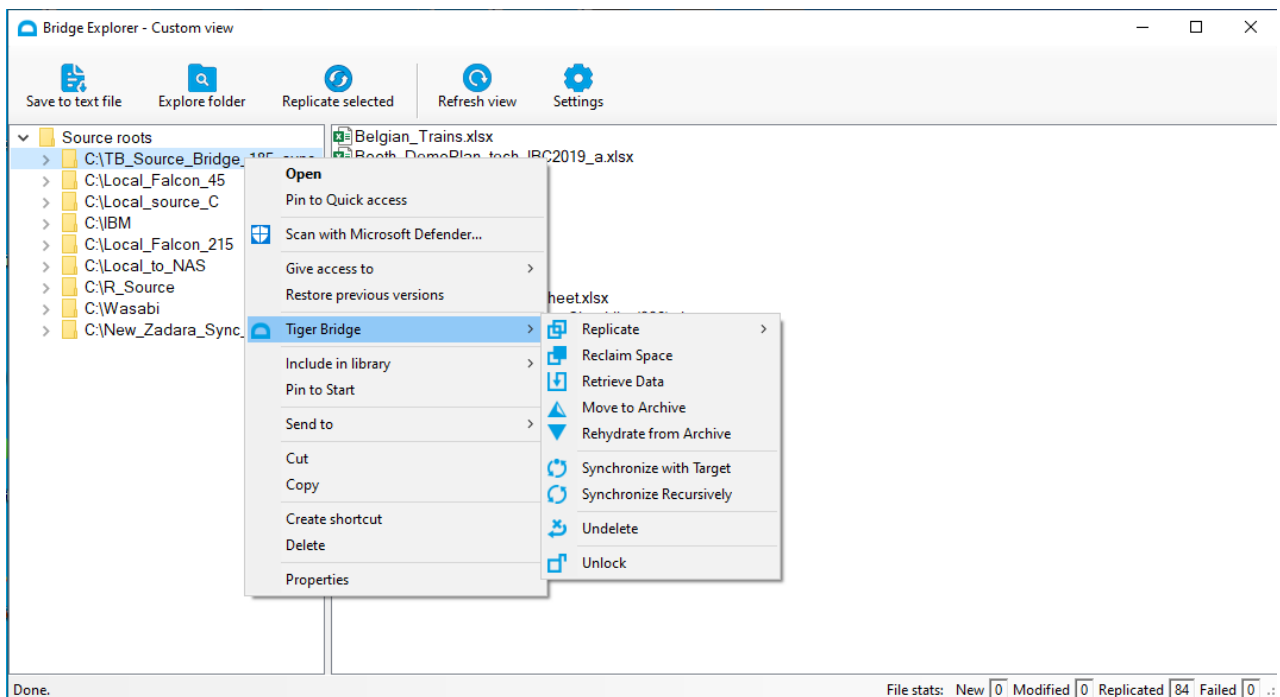 Bridge Explorer - Custom view
Save to text file
Explore folder
Replicate selected
Refresh view
Settings
Source roots
C:\TB_Source_Bridge_185_sync
C:\Local_Falcon_45
C:\Local_source_C
C:\IBM
C:\Local_Falcon_215
C:\Local_to_NAS
C:\R_Source
C:\Wasabi
C:\New_Zadara_Sync_
Belgian_Trains.xlsx
Booth_DemoPlan_tech_IBC2019_a.xlsx
heet.xlsx
Open
Pin to Quick access
Scan with Microsoft Defender...
Give access to
Restore previous versions
Tiger Bridge
Include in library
Pin to Start
Send to
Cut
Copy
Create shortcut
Delete
Properties
Replicate
Reclaim Space
Retrieve Data
Move to Archive
Rehydrate from Archive
Synchronize with Target
Synchronize Recursively
Undelete
Unlock
Done.
File stats: New 0 Modified 0 Replicated 84 Failed 0